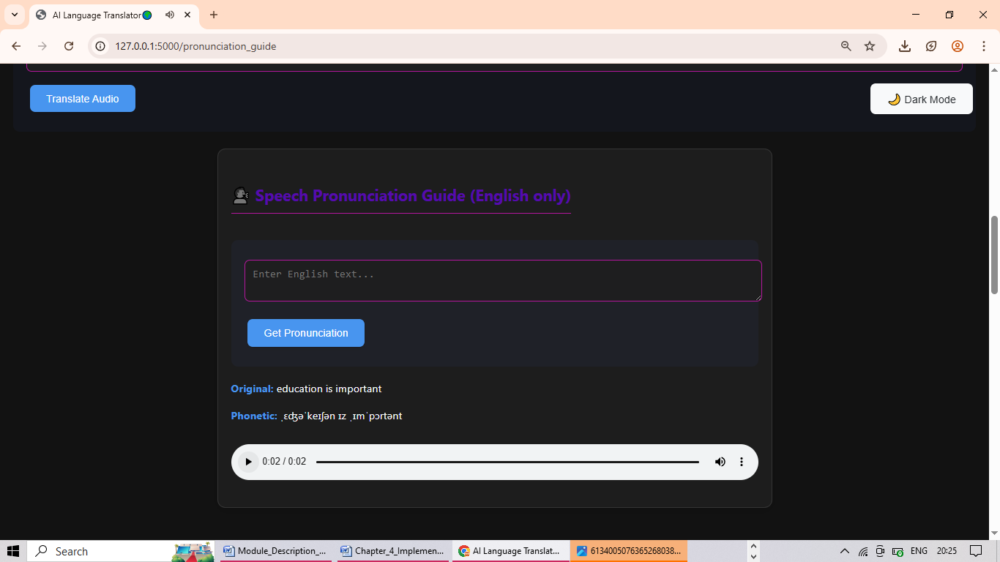 AI Language Translator
127.0.0.1:5000/pronunciation_guide
Translate Audio
🌙 Dark Mode
🗣 Speech Pronunciation Guide (English only)
Enter English text...
Get Pronunciation
Original: education is important
Phonetic: ˌɛʤəˈkeɪʃən ɪz ˌɪmˈpɔrtənt
0:02 / 0:02
Search
Module_Description_...
Chapter_4_Implemen...
AI Language Translat...
6134005076365268038...
ENG
20:25